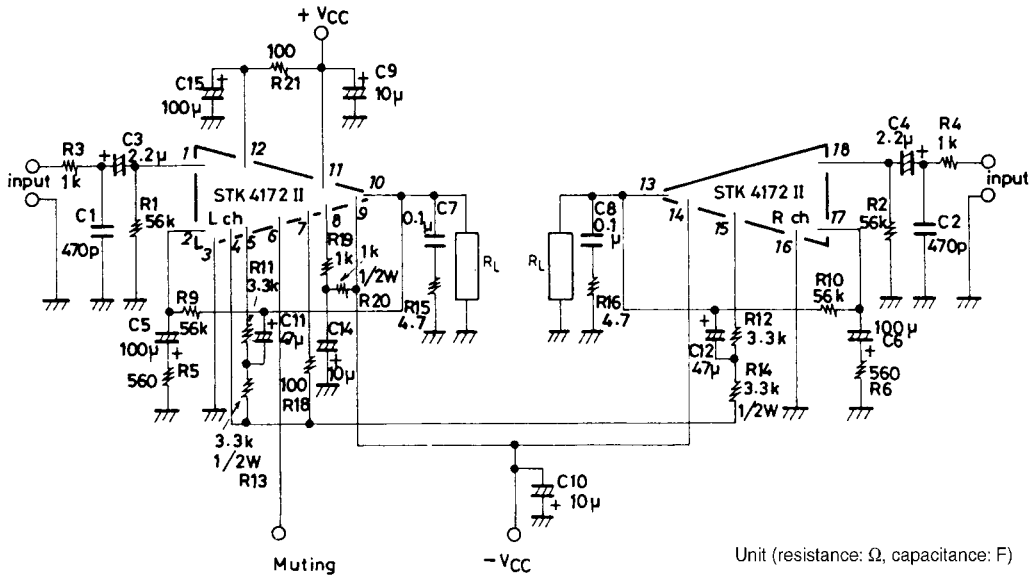 + VCC
100
R21
C15 +
100µ
+ C9
10µ
R3
1k
input
C3
+ 2.2µ
C1
470p
R1
56k
1
12
11
10
STK 4172 II
L ch
2
3
4
5
6
7
8
9
C7
0.1µ
RL
R15
4.7
R19
1k
1k
1/2W
R20
R11
3.3k
R9
56k
C5
100µ
+
R5
560
C11
C14
+
10µ
100
R18
3.3k
1/2W
R13
Muting
-VCC
C10
+ 10µ
13
14
15
16
17
18
STK 4172 II
R ch
C8
0.1
µ
RL
R16
4.7
C4
2.2µ
+
R4
1k
input
R2
56k
C2
470p
R10
56k
100µ
C6
+
560
R6
C12
47µ
R12
3.3k
R14
3.3k
1/2W
Unit (resistance: Ω, capacitance: F)